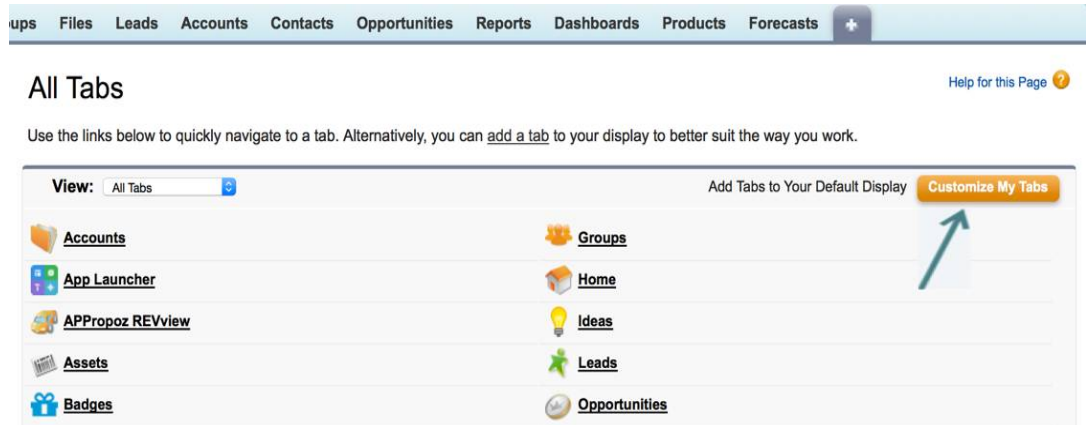 ups Files Leads Accounts Contacts Opportunities Reports Dashboards Products Forecasts +
All Tabs
Help for this Page ?
Use the links below to quickly navigate to a tab. Alternatively, you can add a tab to your display to better suit the way you work.
View: All Tabs Add Tabs to Your Default Display Customize My Tabs
Accounts Groups
App Launcher Home
APPropoz REVview Ideas
Assets Leads
Badges Opportunities